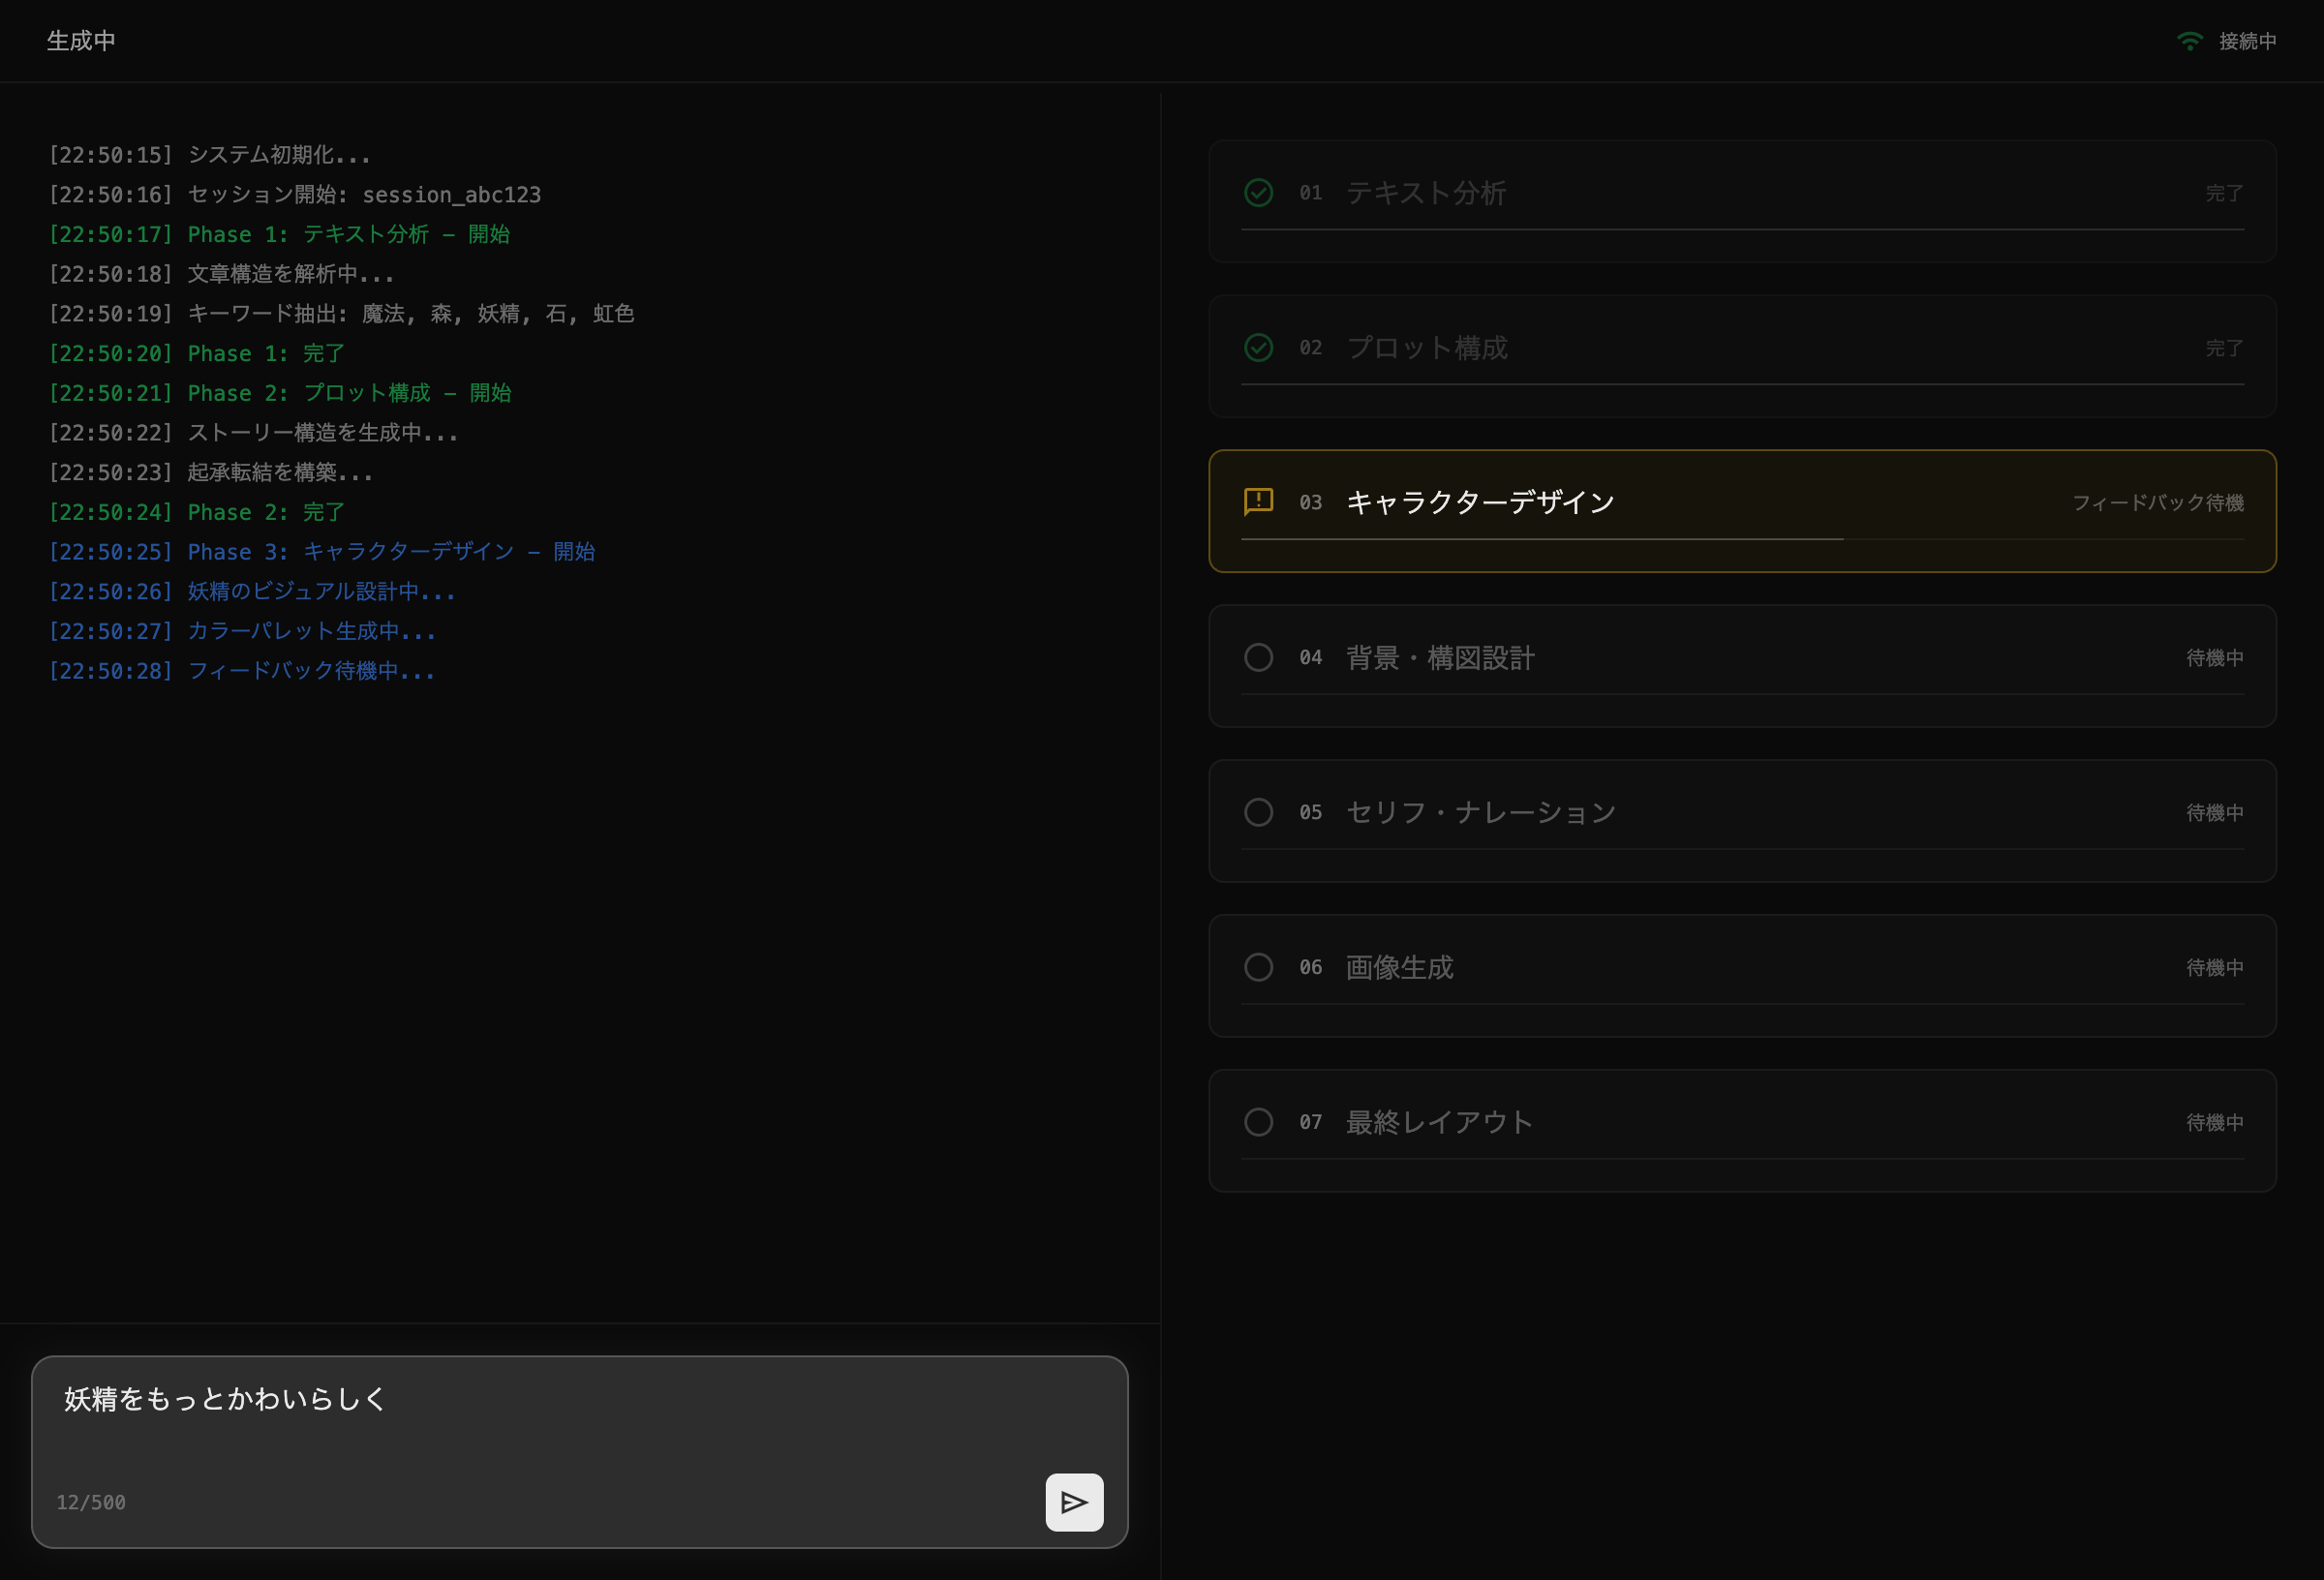 生成中
接続中
[22:50:15] システム初期化...
[22:50:16] セッション開始: session_abc123
[22:50:17] Phase 1: テキスト分析 – 開始
[22:50:18] 文章構造を解析中...
[22:50:19] キーワード抽出: 魔法, 森, 妖精, 石, 虹色
[22:50:20] Phase 1: 完了
[22:50:21] Phase 2: プロット構成 – 開始
[22:50:22] ストーリー構造を生成中...
[22:50:23] 起承転結を構築...
[22:50:24] Phase 2: 完了
[22:50:25] Phase 3: キャラクターデザイン – 開始
[22:50:26] 妖精のビジュアル設計中...
[22:50:27] カラーパレット生成中...
[22:50:28] フィードバック待機中...
妖精をもっとかわいらしく
12/500
01 テキスト分析 完了
02 プロット構成 完了
03 キャラクターデザイン フィードバック待機
04 背景・構図設計 待機中
05 セリフ・ナレーション 待機中
06 画像生成 待機中
07 最終レイアウト 待機中